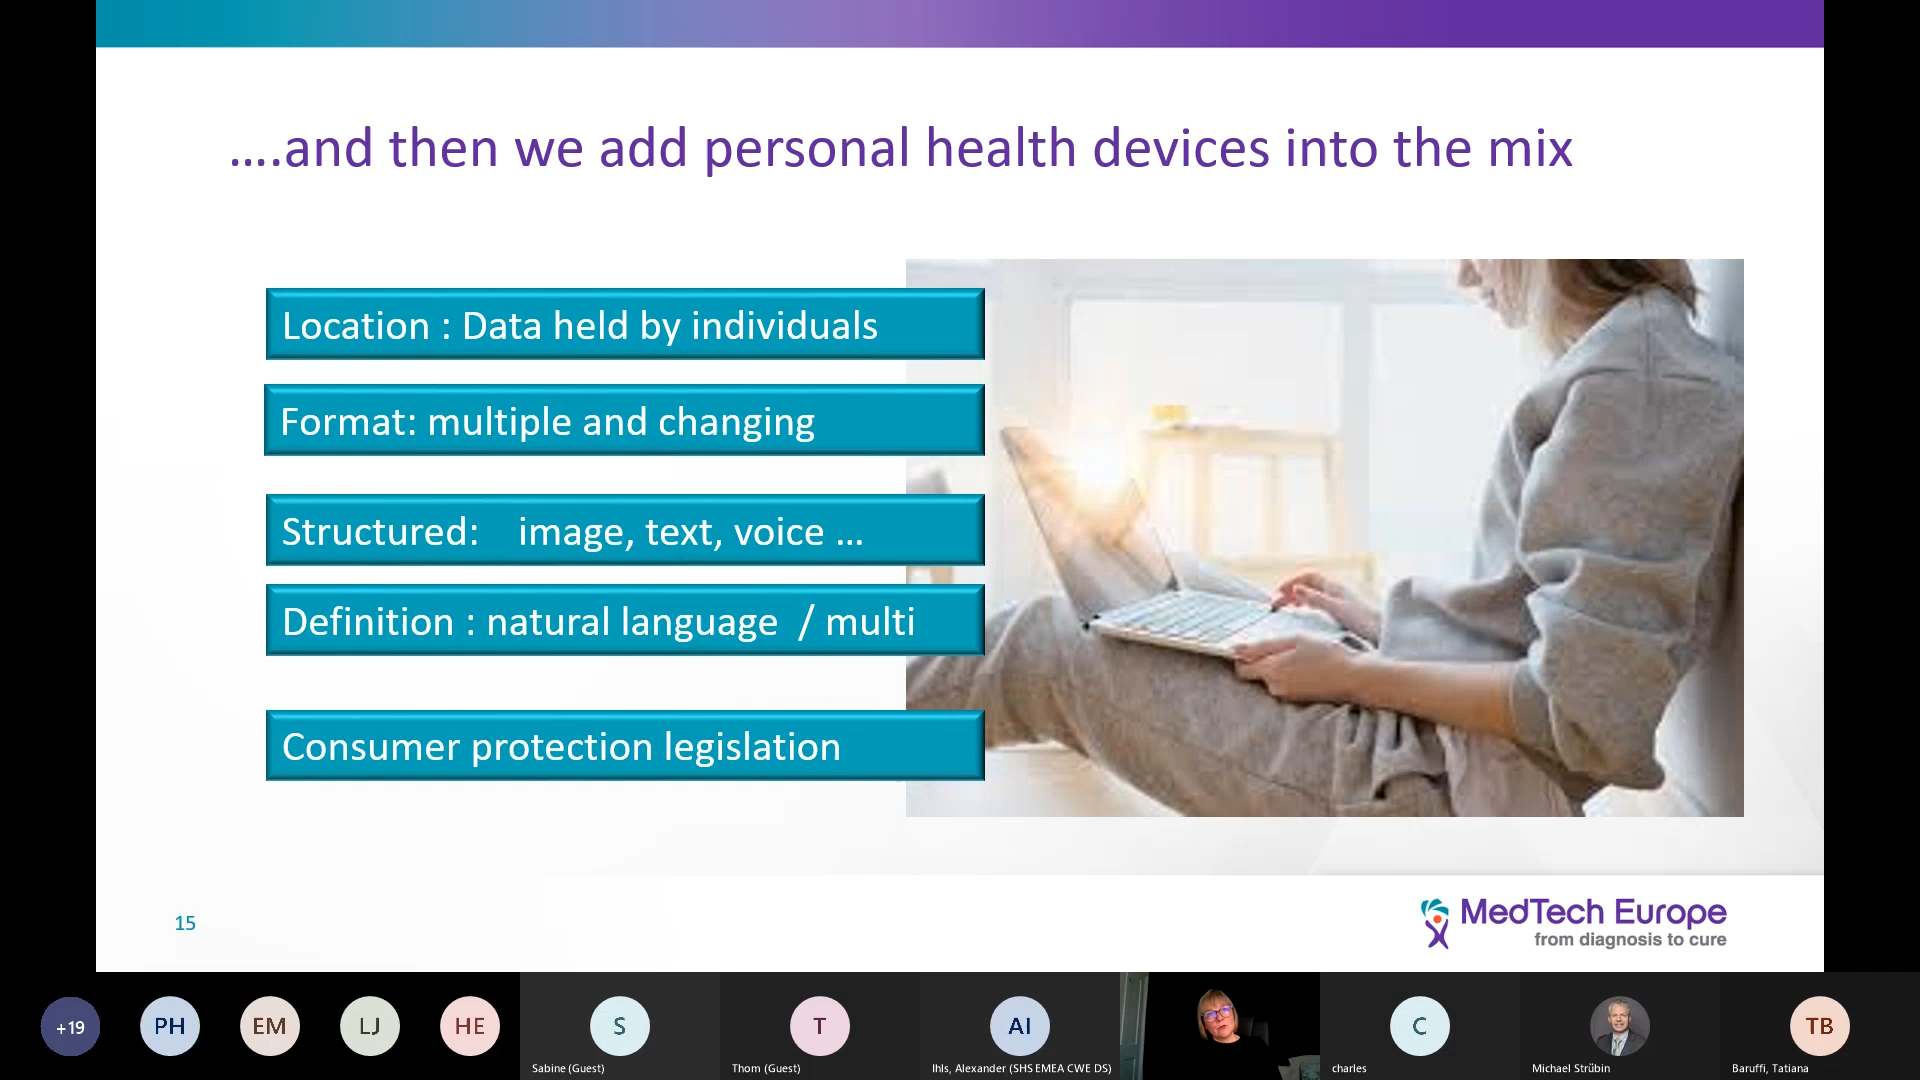 ….and then we add personal health devices into the mix
Location : Data held by individuals
Format: multiple and changing
Structured: image, text, voice ...
Definition : natural language / multi
Consumer protection legislation
15
MedTech Europe
from diagnosis to cure
+19
PH
EM
LJ
HE
S
T
AI
C
TB
Sabine (Guest)
Thom (Guest)
Ihls, Alexander (SHS EMEA CWE DS)
charles
Michael Strübin
Baruffi, Tatiana